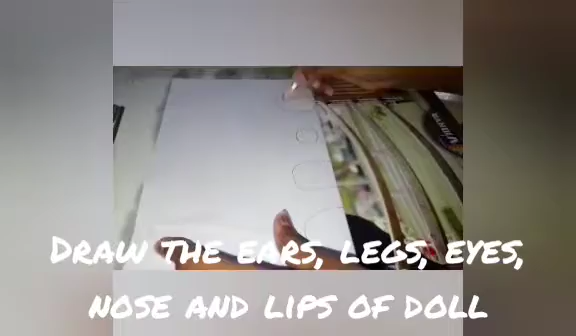 Draw the ears, legs, eyes,
nose and lips of doll